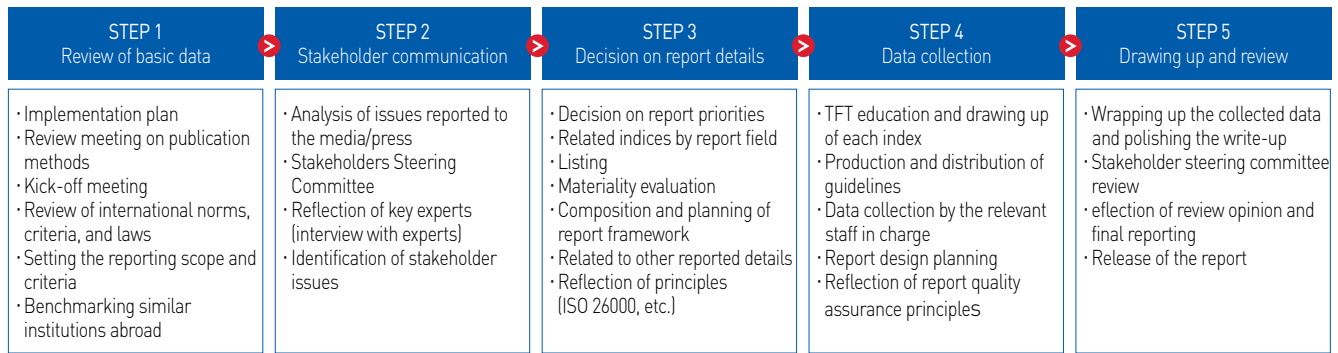 STEP 1
Review of basic data
· Implementation plan
· Review meeting on publication
methods
· Kick-off meeting
· Review of international norms,
criteria, and laws
· Setting the reporting scope and
criteria
· Benchmarking similar
institutions abroad
STEP 2
Stakeholder communication
· Analysis of issues reported to
the media/press
· Stakeholders Steering
Committee
· Reflection of key experts
(interview with experts)
· Identification of stakeholder
issues
STEP 3
Decision on report details
· Decision on report priorities
· Related indices by report field
· Listing
· Materiality evaluation
· Composition and planning of
report framework
· Related to other reported details
· Reflection of principles
(ISO 26000, etc.)
STEP 4
Data collection
· TFT education and drawing up
of each index
· Production and distribution of
guidelines
· Data collection by the relevant
staff in charge
· Report design planning
· Reflection of report quality
assurance principles
STEP 5
Drawing up and review
· Wrapping up the collected data
and polishing the write-up
· Stakeholder steering committee
review
· eflection of review opinion and
final reporting
· Release of the report